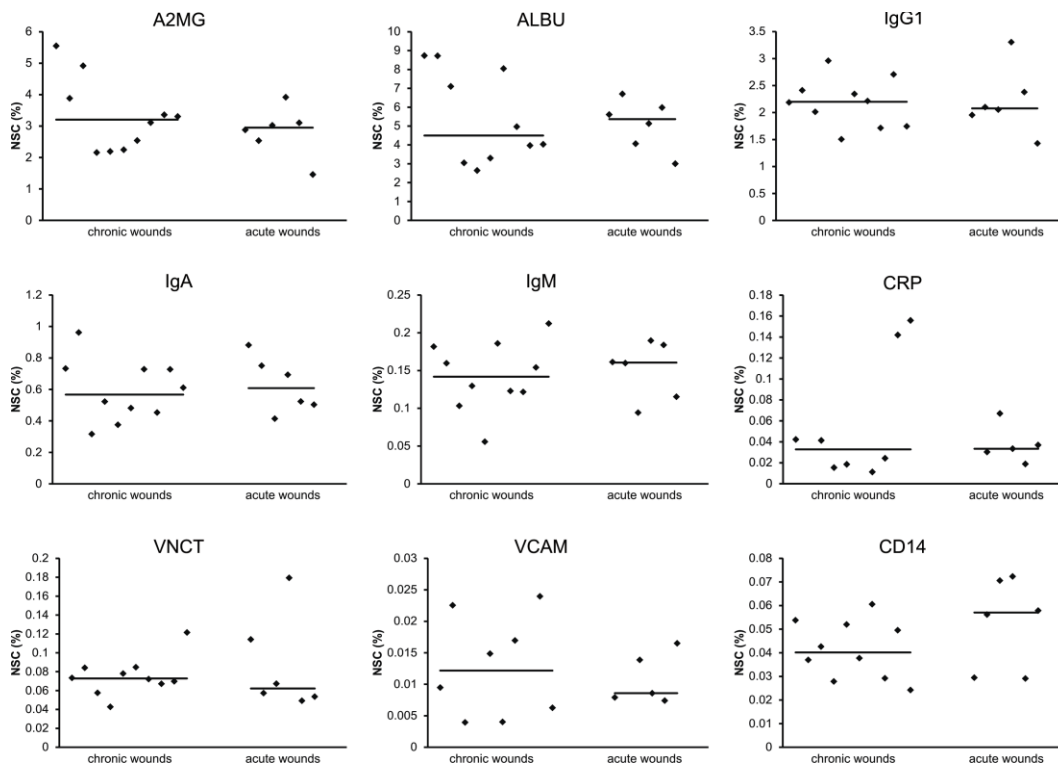 A2MG
6
5
4
3
2
1
0
NSC (%)
chronic wounds acute wounds
ALBU
10
9
8
7
6
5
4
3
2
1
0
NSC (%)
chronic wounds acute wounds
IgG1
3.5
3
2.5
2
1.5
1
0.5
0
NSC (%)
chronic wounds acute wounds
IgA
1.2
1
0.8
0.6
0.4
0.2
0
NSC (%)
chronic wounds acute wounds
IgM
0.25
0.2
0.15
0.1
0.05
0
NSC (%)
chronic wounds acute wounds
CRP
0.18
0.16
0.14
0.12
0.1
0.08
0.06
0.04
0.02
0
NSC (%)
chronic wounds acute wounds
VNCT
0.2
0.18
0.16
0.14
0.12
0.1
0.08
0.06
0.04
0.02
0
NSC (%)
chronic wounds acute wounds
VCAM
0.03
0.025
0.02
0.015
0.01
0.005
0
NSC (%)
chronic wounds acute wounds
CD14
0.08
0.07
0.06
0.05
0.04
0.03
0.02
0.01
0
NSC (%)
chronic wounds acute wounds